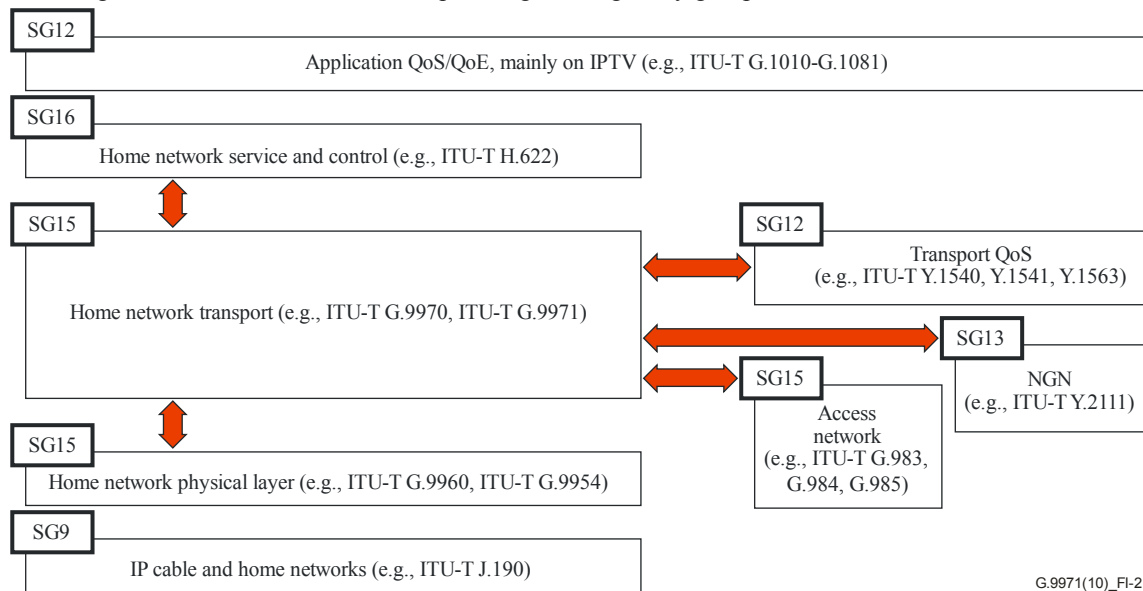 SG12
Application QoS/QoE, mainly on IPTV (e.g., ITU-T G.1010-G.1081)
SG16
Home network service and control (e.g., ITU-T H.622)
SG15
Home network transport (e.g., ITU-T G.9970, ITU-T G.9971)
SG12
Transport QoS
(e.g., ITU-T Y.1540, Y.1541, Y.1563)
SG13
NGN
(e.g., ITU-T Y.2111)
SG15
Access
network
(e.g., ITU-T G.983,
G.984, G.985)
SG15
Home network physical layer (e.g., ITU-T G.9960, ITU-T G.9954)
SG9
IP cable and home networks (e.g., ITU-T J.190)
G.9971(10)_FI-2